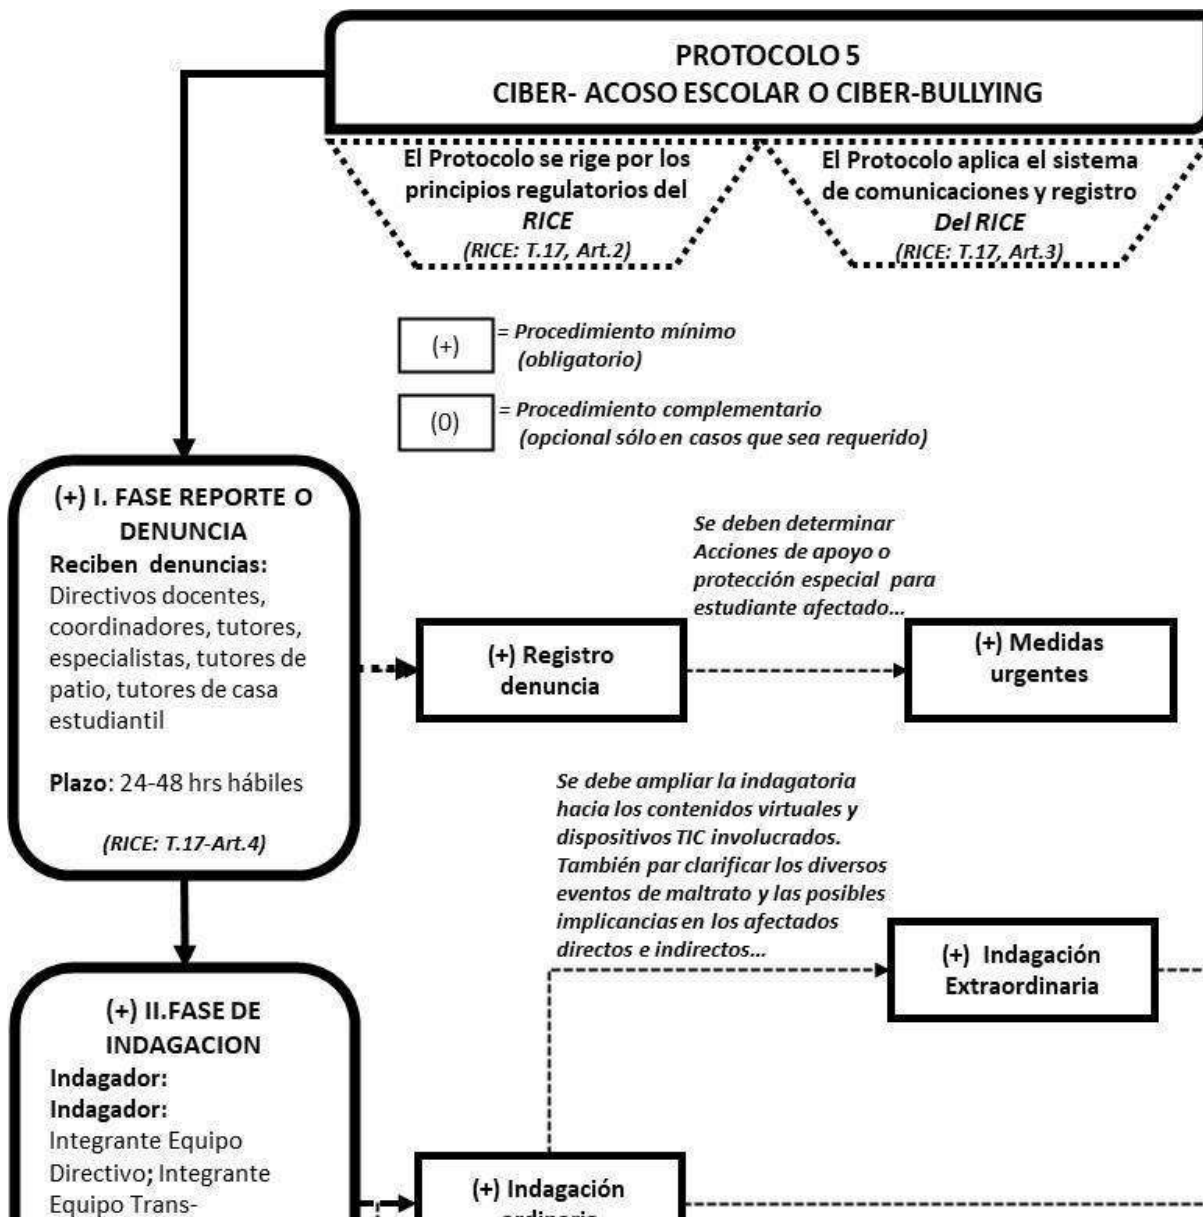 PROTOCOLO 5
CIBER- ACOSO ESCOLAR O CIBER-BULLYING
El Protocolo se rige por los
principios regulatorios del
RICE
(RICE: T.17, Art.2)
El Protocolo aplica el sistema
de comunicaciones y registro
Del RICE
(RICE: T.17, Art.3)
(+)
= Procedimiento mínimo
(obligatorio)
(0)
= Procedimiento complementario
(opcional sólo en casos que sea requerido)
(+) I. FASE REPORTE O
DENUNCIA
Reciben denuncias:
Directivos docentes,
coordinadores, tutores,
especialistas, tutores de
patio, tutores de casa
estudiantil
Plazo: 24-48 hrs hábiles
(RICE: T.17-Art.4)
(+) Registro
denuncia
Se deben determinar
Acciones de apoyo o
protección especial para
estudiante afectado...
(+) Medidas
urgentes
Se debe ampliar la indagatoria
hacia los contenidos virtuales y
dispositivos TIC involucrados.
También par clarificar los diversos
eventos de maltrato y las posibles
implicancias en los afectados
directos e indirectos...
(+) Indagación
Extraordinaria
(+) II.FASE DE
INDAGACION
Indagador:
Indagador:
Integrante Equipo
Directivo; Integrante
Equipo Trans-
(+) Indagación
ordinaria